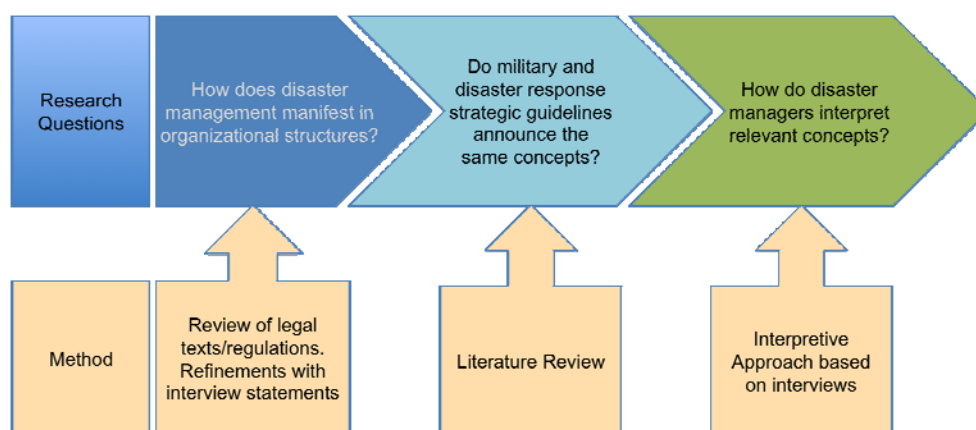 Research
Questions
How does disaster
management manifest in
organizational structures?
Do military and
disaster response
strategic guidelines
announce the
same concepts?
How do disaster
managers interpret
relevant concepts?
Method
Review of legal
texts/regulations.
Refinements with
interview statements
Literature Review
Interpretive
Approach based
on interviews